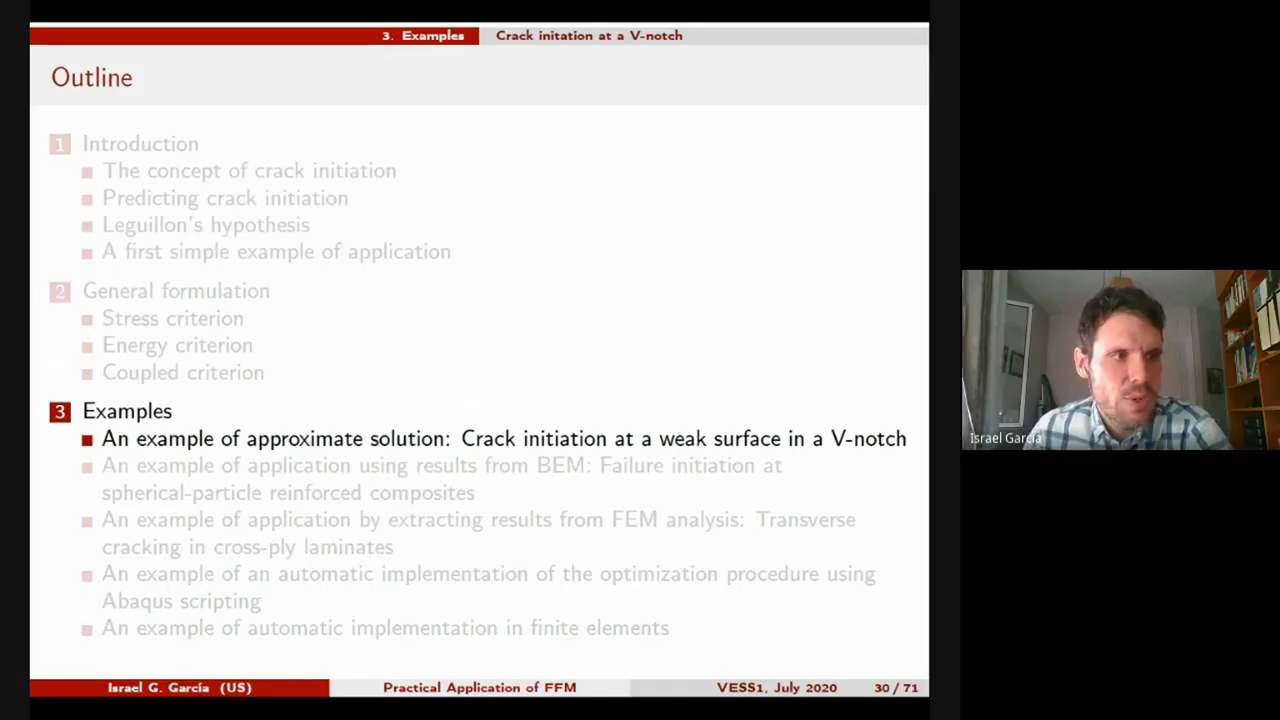 3. Examples
Crack initation at a V-notch
Outline
1 Introduction
The concept of crack initiation
Predicting crack initiation
Leguillon's hypothesis
A first simple example of application
2 General formulation
Stress criterion
Energy criterion
Coupled criterion
3 Examples
An example of approximate solution: Crack initiation at a weak surface in a V-notch
An example of application using results from BEM: Failure initiation at
spherical-particle reinforced composites
An example of application by extracting results from FEM analysis: Transverse
cracking in cross-ply laminates
An example of an automatic implementation of the optimization procedure using
Abaqus scripting
An example of automatic implementation in finite elements
Israel García
Israel G. García (US)
Practical Application of FFM
VESS1, July 2020
30 / 71